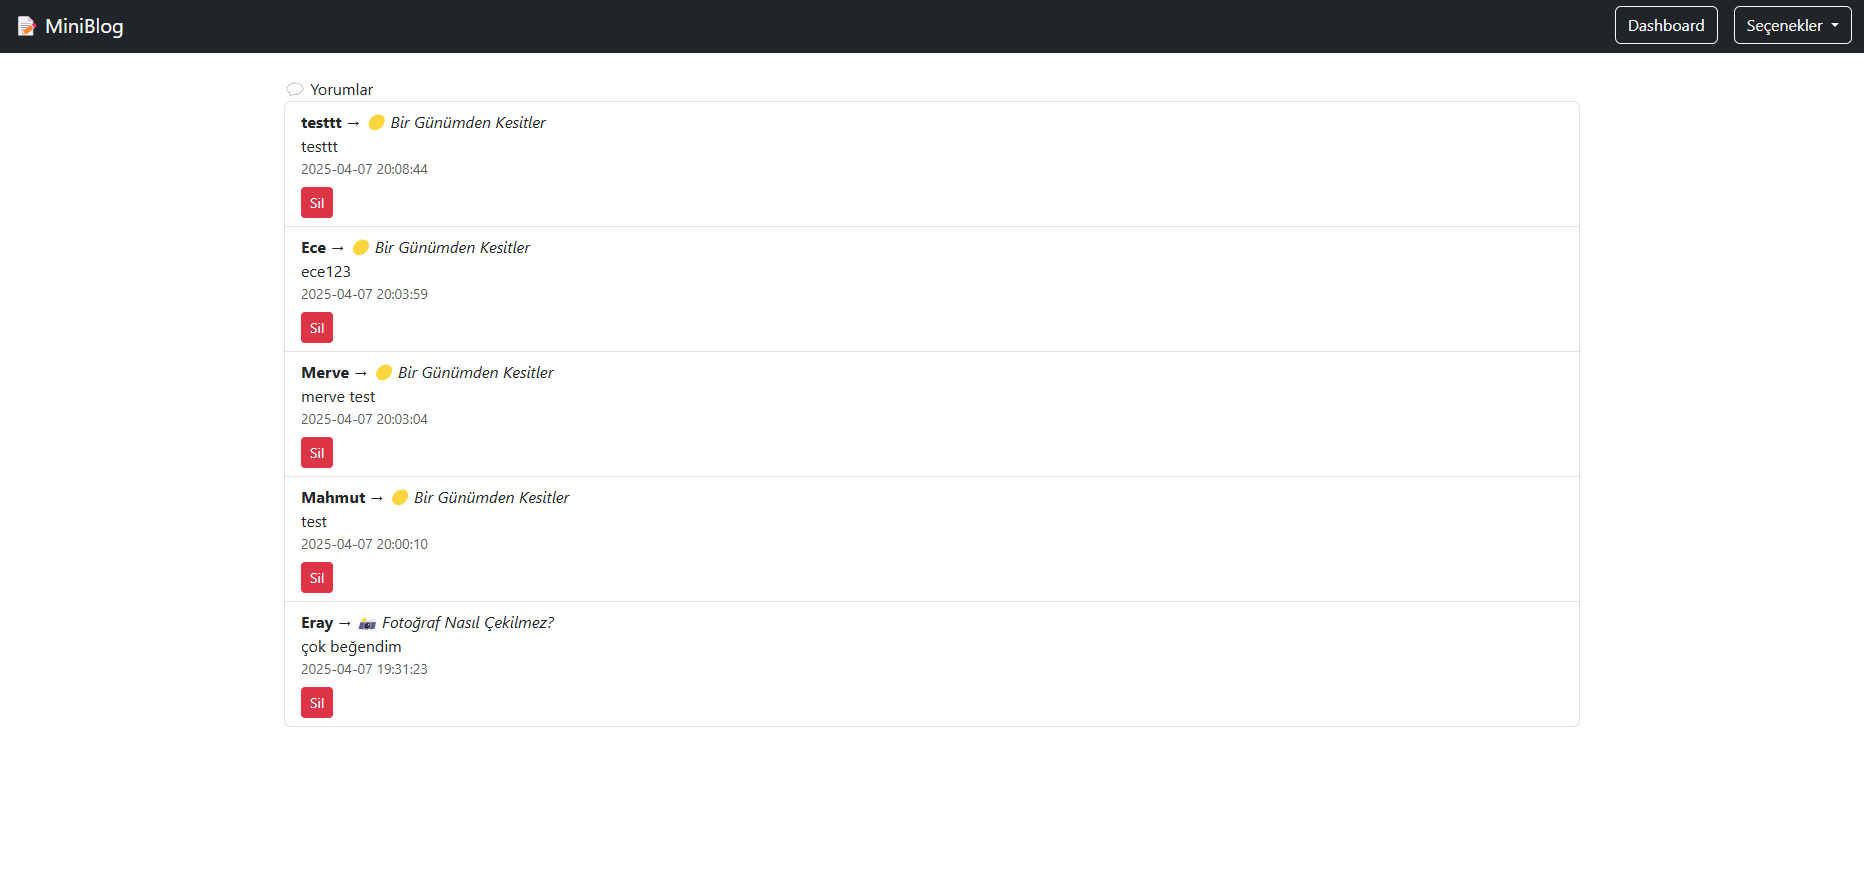 MiniBlog
Dashboard
Seçenekler
Yorumlar
testtt → Bir Günümden Kesitler
testtt
2025-04-07 20:08:44
Sil
Ece → Bir Günümden Kesitler
ece123
2025-04-07 20:03:59
Sil
Merve → Bir Günümden Kesitler
merve test
2025-04-07 20:03:04
Sil
Mahmut → Bir Günümden Kesitler
test
2025-04-07 20:00:10
Sil
Eray → Fotoğraf Nasıl Çekilmez?
çok beğendim
2025-04-07 19:31:23
Sil